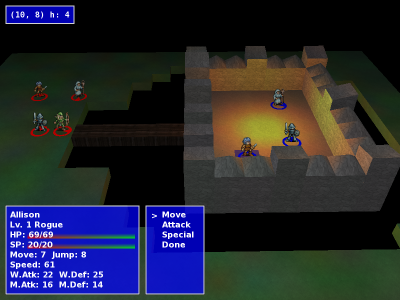 (10, 8) h: 4
Allison
Lv. 1 Rogue
HP: 69/69
SP: 20/20
Move: 7 Jump: 8
Speed: 61
W.Atk: 22 W.Def: 25
M.Atk: 16 M.Def: 14
> Move
Attack
Special
Done